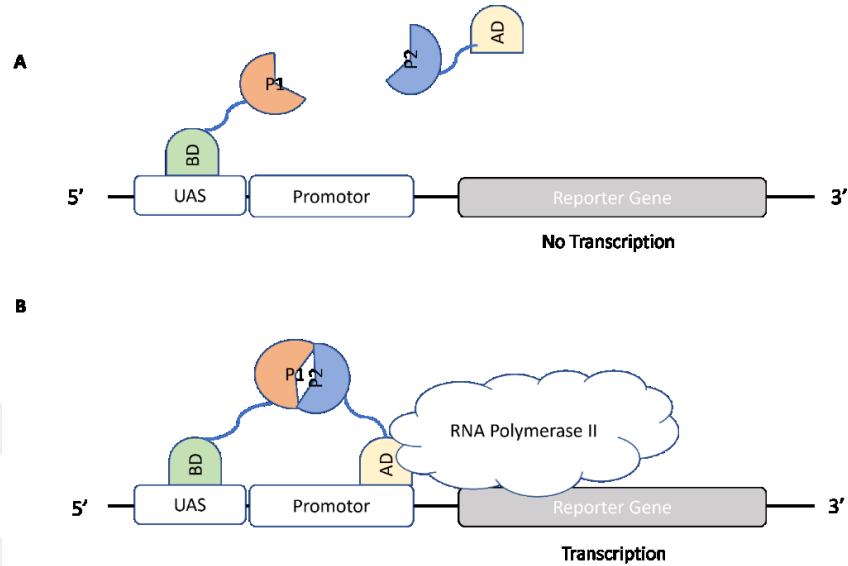 A
P1
P2
AD
BD
5’
UAS
Promotor
Reporter Gene
3’
No Transcription
B
P1
P2
RNA Polymerase II
BD
AD
5’
UAS
Promotor
Reporter Gene
3’
Transcription